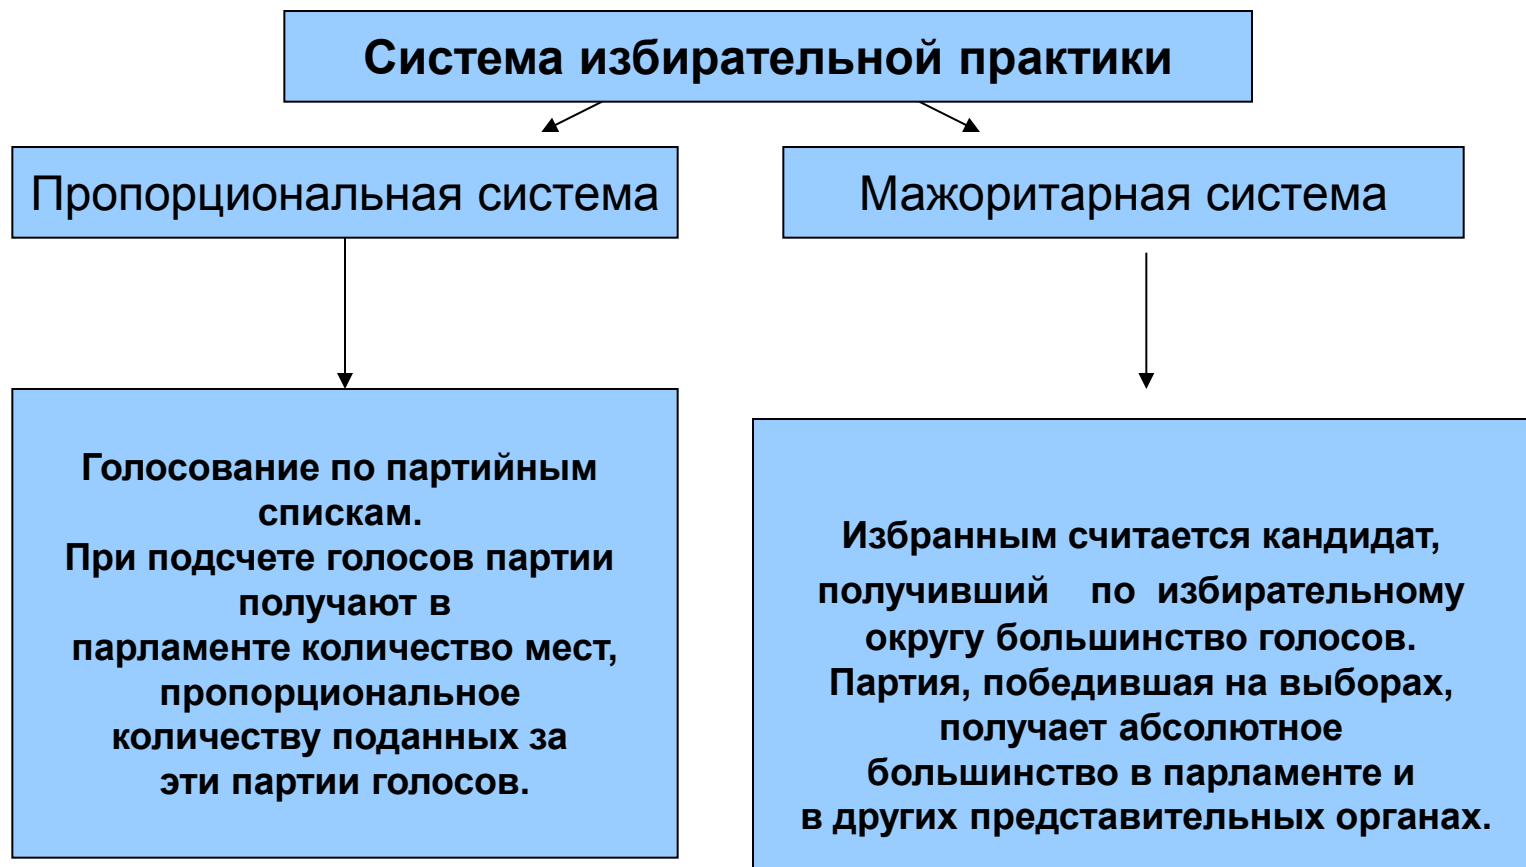 Система избирательной практики
Пропорциональная система
Мажоритарная система
Голосование по партийным
спискам.
При подсчете голосов партии
получают в
парламенте количество мест,
пропорциональное
количеству поданных за
эти партии голосов.
Избранным считается кандидат,
получивший по избирательному
округу большинство голосов.
Партия, победившая на выборах,
получает абсолютное
большинство в парламенте и
в других представительных органах.